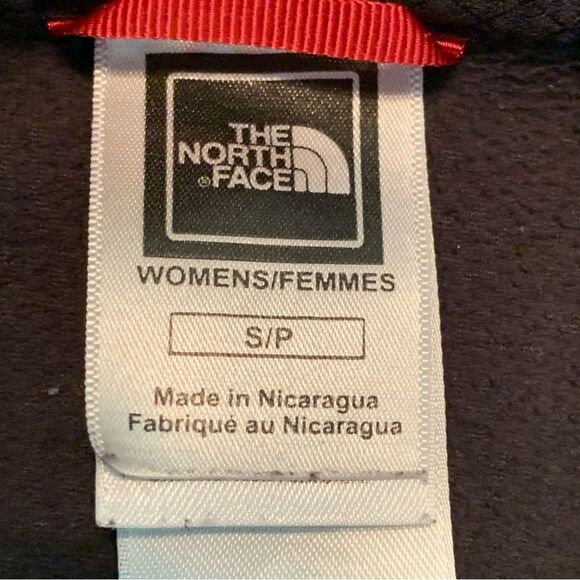 THE
NORTH
®FACE
WOMENS/FEMMES
S/P
Made in Nicaragua
Fabriqué au Nicaragua